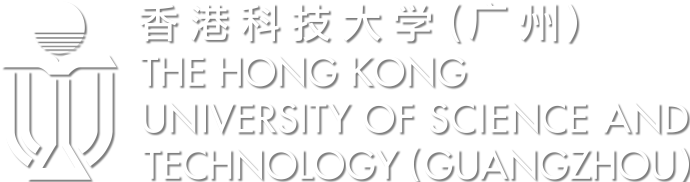 香港科技大学(广州)
THE HONG KONG
UNIVERSITY OF SCIENCE AND
TECHNOLOGY (GUANGZHOU)